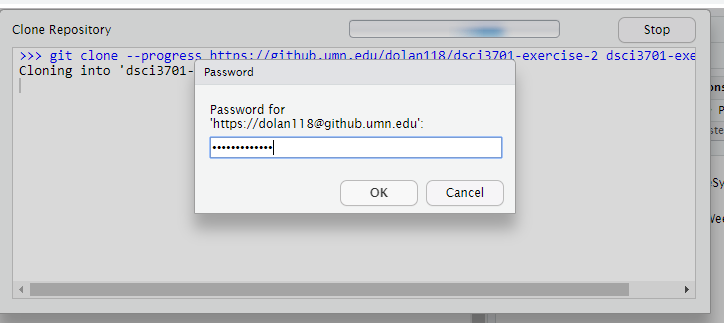 Clone Repository
Stop
>>> git clone --progress https://github.umn.edu/dolan118/dsci3701-exercise-2 dsci3701-exe
Cloning into 'dsci3701-
Password
Password for
'https://dolan118@github.umn.edu':
•••••••••••••
OK
Cancel